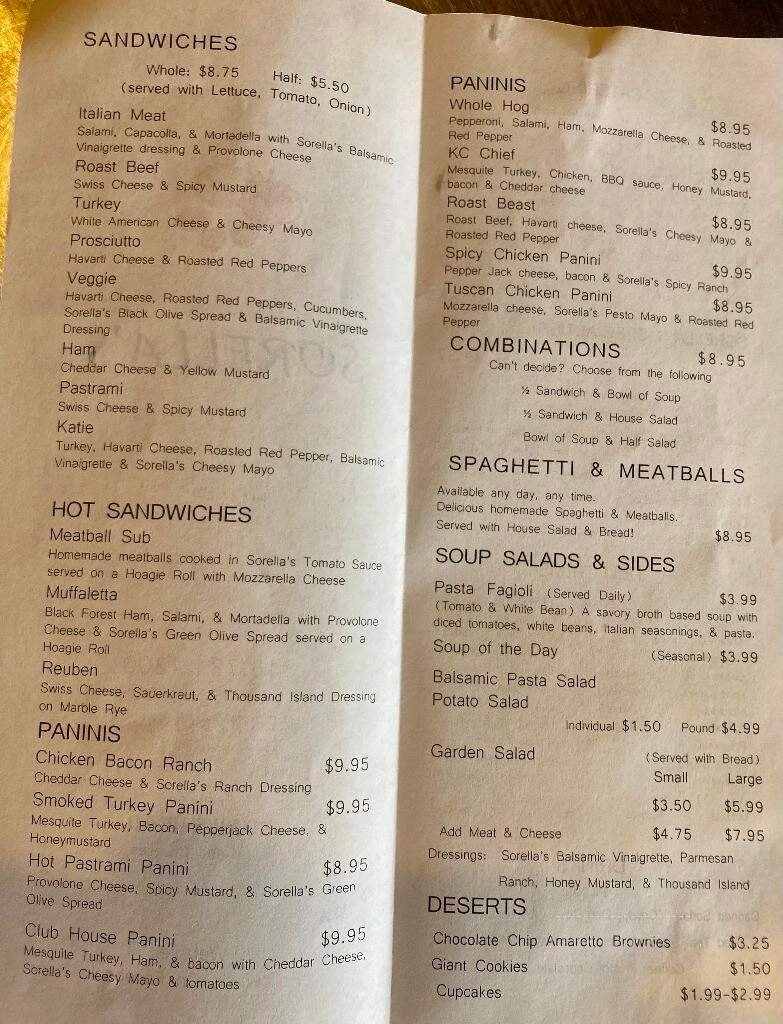 SANDWICHES
Whole: $8.75 Half: $5.50
(served with Lettuce, Tomato, Onion)
Italian Meat
Salami, Capacolla, & Mortadella with Sorella's Balsamic
Vinaigrette dressing & Provolone Cheese
Roast Beef
Swiss Cheese & Spicy Mustard
Turkey
White American Cheese & Cheesy Mayo
Prosciutto
Havarti Cheese & Roasted Red Peppers
Veggie
Havarti Cheese, Roasted Red Peppers, Cucumbers,
Sorella's Black Olive Spread & Balsamic Vinaigrette
Dressing
Ham
Cheddar Cheese & Yellow Mustard
Pastrami
Swiss Cheese & Spicy Mustard
Katie
Turkey, Havarti Cheese, Roasted Red Pepper, Balsamic
Vinaigrette & Sorella's Cheesy Mayo
HOT SANDWICHES
Meatball Sub
Homemade meatballs cooked in Sorella's Tomato Sauce
served on a Hoagie Roll with Mozzarella Cheese
Muffaletta
Black Forest Ham, Salami, & Mortadella with Provolone
Cheese & Sorella's Green Olive Spread served on a
Hoagie Roll
Reuben
Swiss Cheese, Sauerkraut, & Thousand Island Dressing
on Marble Rye
PANINIS
Chicken Bacon Ranch $9.95
Cheddar Cheese & Sorella's Ranch Dressing
Smoked Turkey Panini $9.95
Mesquite Turkey, Bacon, Pepperjack Cheese, &
Honeymustard
Hot Pastrami Panini $8.95
Provolone Cheese, Spicy Mustard, & Sorella's Green
Olive Spread
Club House Panini $9.95
Mesquite Turkey, Ham, & bacon with Cheddar Cheese,
Sorella's Cheesy Mayo & tomatoes
PANINIS
Whole Hog $8.95
Pepperoni, Salami, Ham, Mozzarella Cheese, & Roasted
Red Pepper
KC Chief $9.95
Mesquite Turkey, Chicken, BBQ sauce, Honey Mustard,
bacon & Cheddar cheese
Roast Beast $8.95
Roast Beef, Havarti cheese, Sorella's Cheesy Mayo &
Roasted Red Pepper
Spicy Chicken Panini $9.95
Pepper Jack cheese, bacon & Sorella's Spicy Ranch
Tuscan Chicken Panini $8.95
Mozzarella cheese, Sorella's Pesto Mayo & Roasted Red
Pepper
COMBINATIONS $8.95
Can't decide? Choose from the following
½ Sandwich & Bowl of Soup
½ Sandwich & House Salad
Bowl of Soup & Half Salad
SPAGHETTI & MEATBALLS
Available any day, any time.
Delicious homemade Spaghetti & Meatballs.
Served with House Salad & Bread! $8.95
SOUP SALADS & SIDES
Pasta Fagioli (Served Daily) $3.99
(Tomato & White Bean) A savory broth based soup with
diced tomatoes, white beans, Italian seasonings, & pasta.
Soup of the Day (Seasonal) $3.99
Balsamic Pasta Salad
Potato Salad
Individual $1.50 Pound $4.99
Garden Salad (Served with Bread)
Small Large
$3.50 $5.99
Add Meat & Cheese $4.75 $7.95
Dressings: Sorella's Balsamic Vinaigrette, Parmesan
Ranch, Honey Mustard, & Thousand Island
DESERTS
Chocolate Chip Amaretto Brownies $3.25
Giant Cookies $1.50
Cupcakes $1.99-$2.99